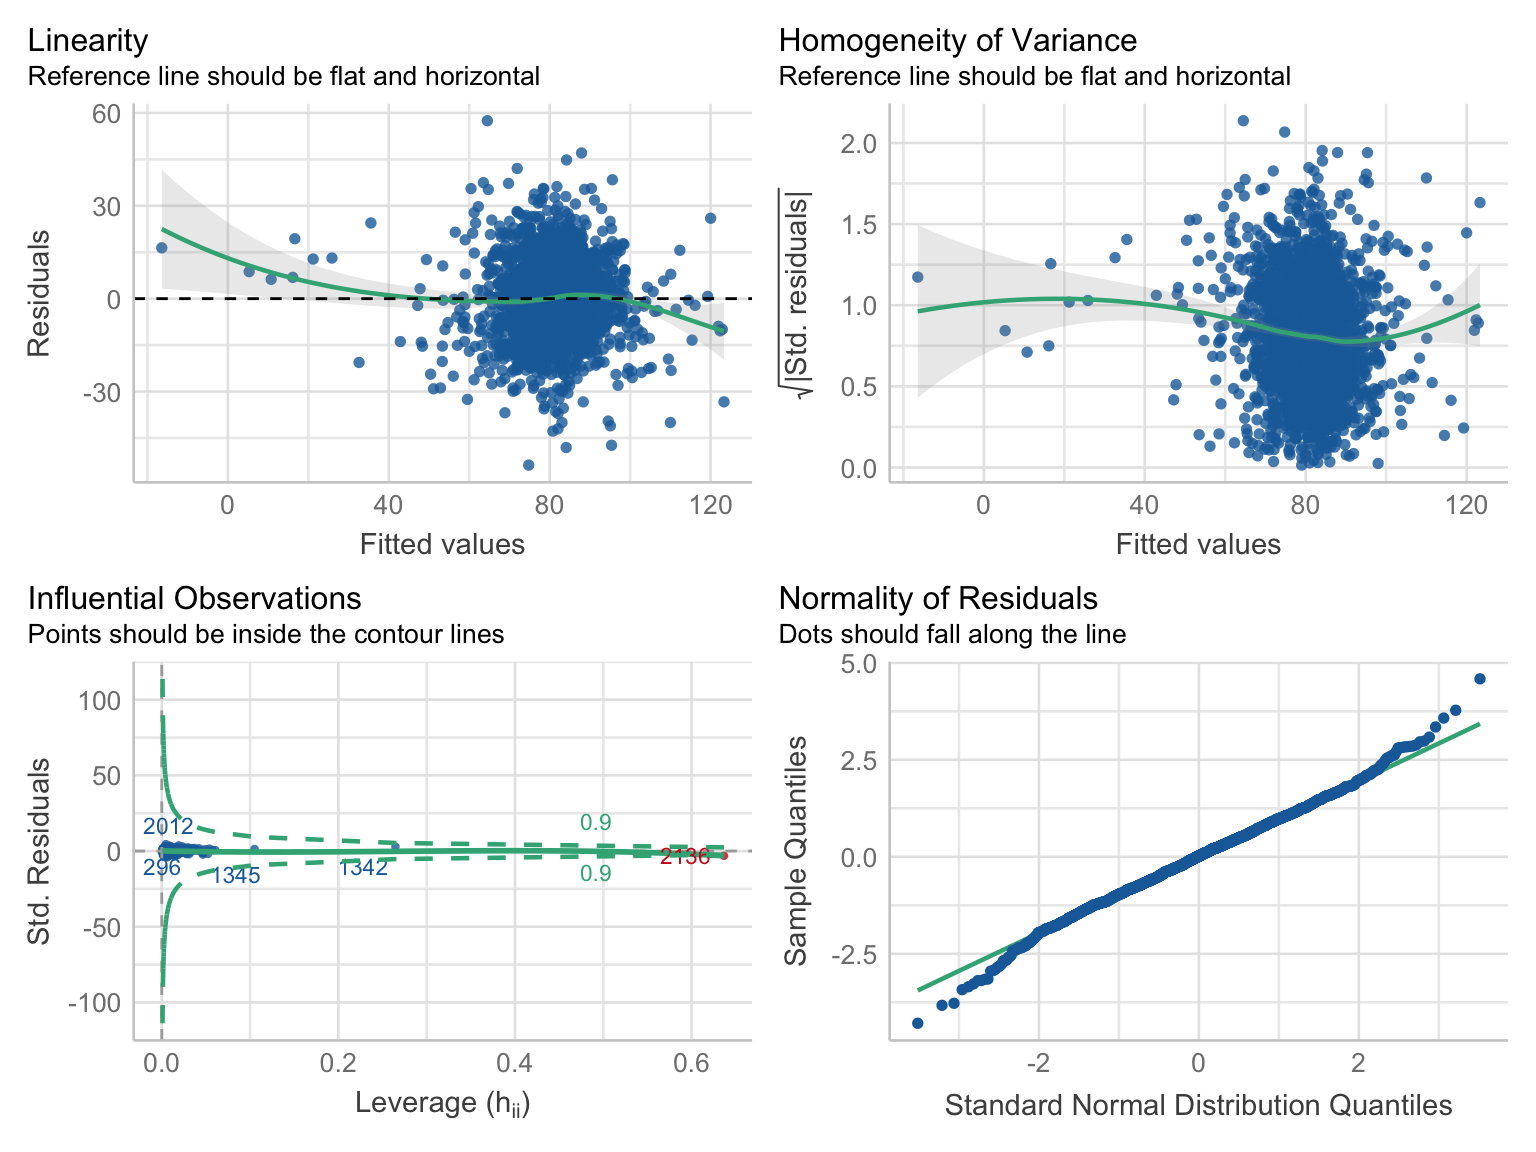 Linearity
Reference line should be flat and horizontal
60
30
0
-30
Residuals
0 40 80 120
Fitted values
Homogeneity of Variance
Reference line should be flat and horizontal
2.0
1.5
1.0
0.5
0.0
√|Std. residuals|
0 40 80 120
Fitted values
Influential Observations
Points should be inside the contour lines
100
50
0
-50
-100
Std. Residuals
2012
296
1345
1342
2136
0.9
0.9
0.0 0.2 0.4 0.6
Leverage (hii)
Normality of Residuals
Dots should fall along the line
5.0
2.5
0.0
-2.5
Sample Quantiles
-2 0 2
Standard Normal Distribution Quantiles